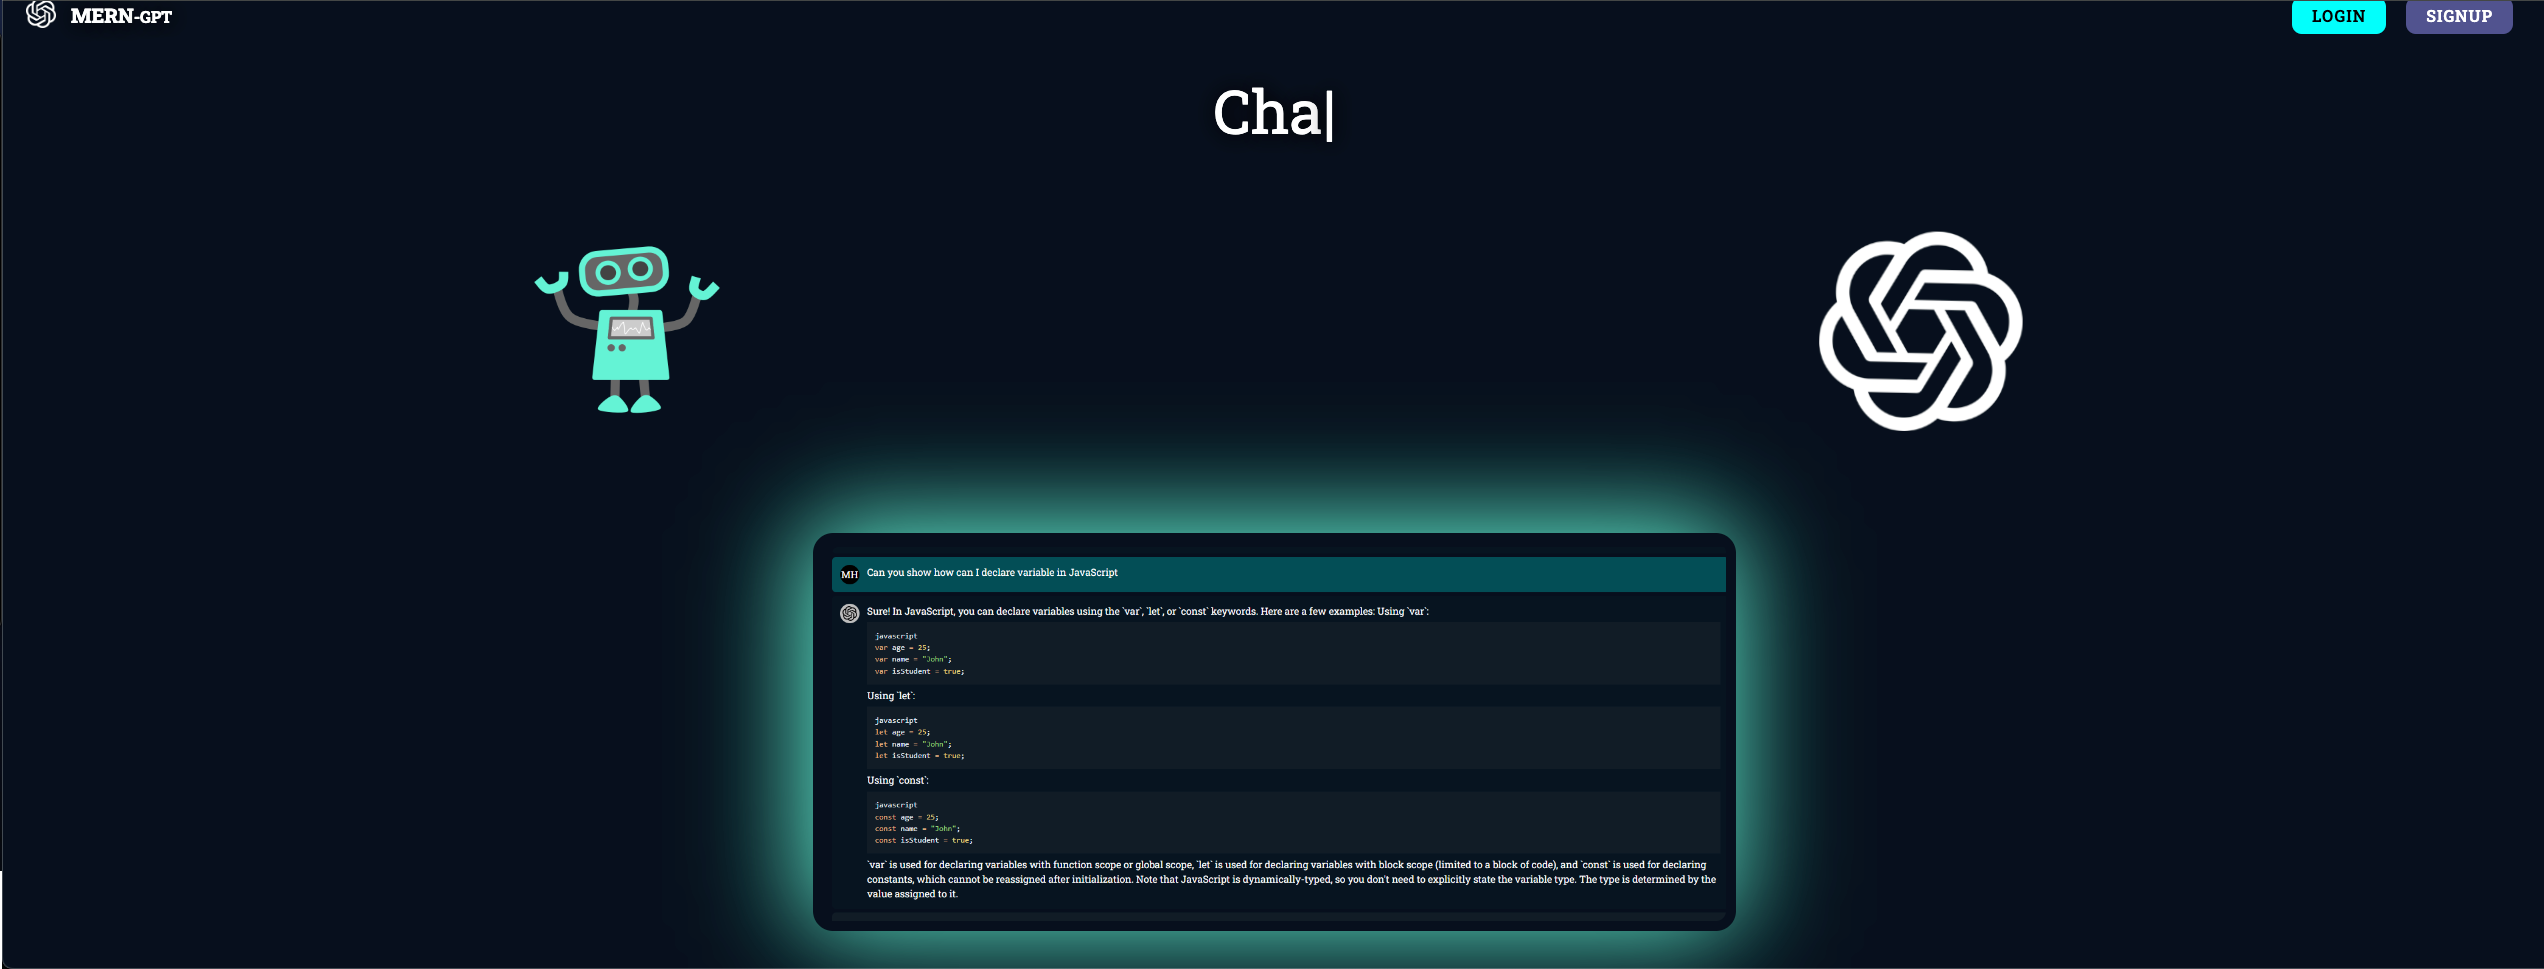 MERN-GPT
LOGIN
SIGNUP
Cha|
MH
Can you show how can I declare variable in JavaScript
Sure! In JavaScript, you can declare variables using the `var`, `let`, or `const` keywords. Here are a few examples: Using `var`:
javascript
var age = 25;
var name = "John";
var isStudent = true;
Using `let`:
javascript
let age = 25;
let name = "John";
let isStudent = true;
Using `const`:
javascript
const age = 25;
const name = "John";
const isStudent = true;
`var` is used for declaring variables with function scope or global scope, `let` is used for declaring variables with block scope (limited to a block of code), and `const` is used for declaring
constants, which cannot be reassigned after initialization. Note that JavaScript is dynamically-typed, so you don't need to explicitly state the variable type. The type is determined by the
value assigned to it.